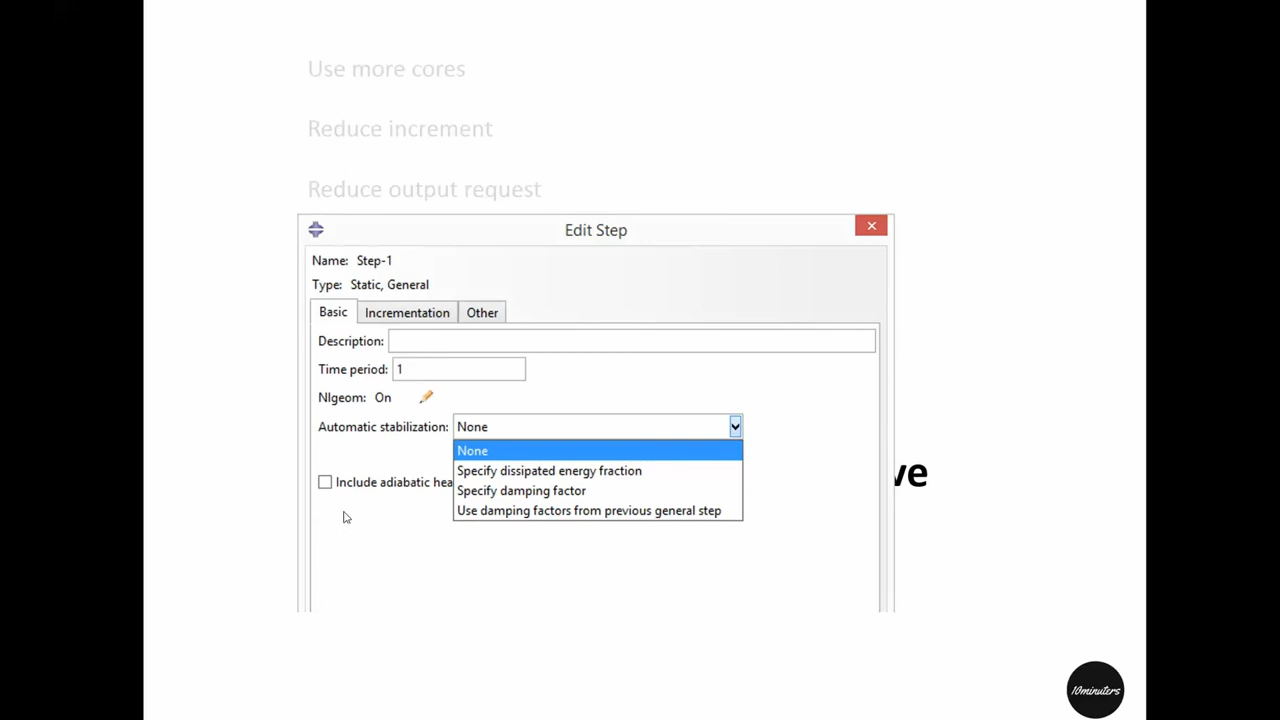 Use more cores
Reduce increment
Reduce output request
Edit Step
Name: Step-1
Type: Static, General
Basic
Incrementation
Other
Description:
Time period: 1
Nlgeom: On
Automatic stabilization: None
None
Specify dissipated energy fraction
Include adiabatic hea
ve
Specify damping factor
Use damping factors from previous general step
10minuters